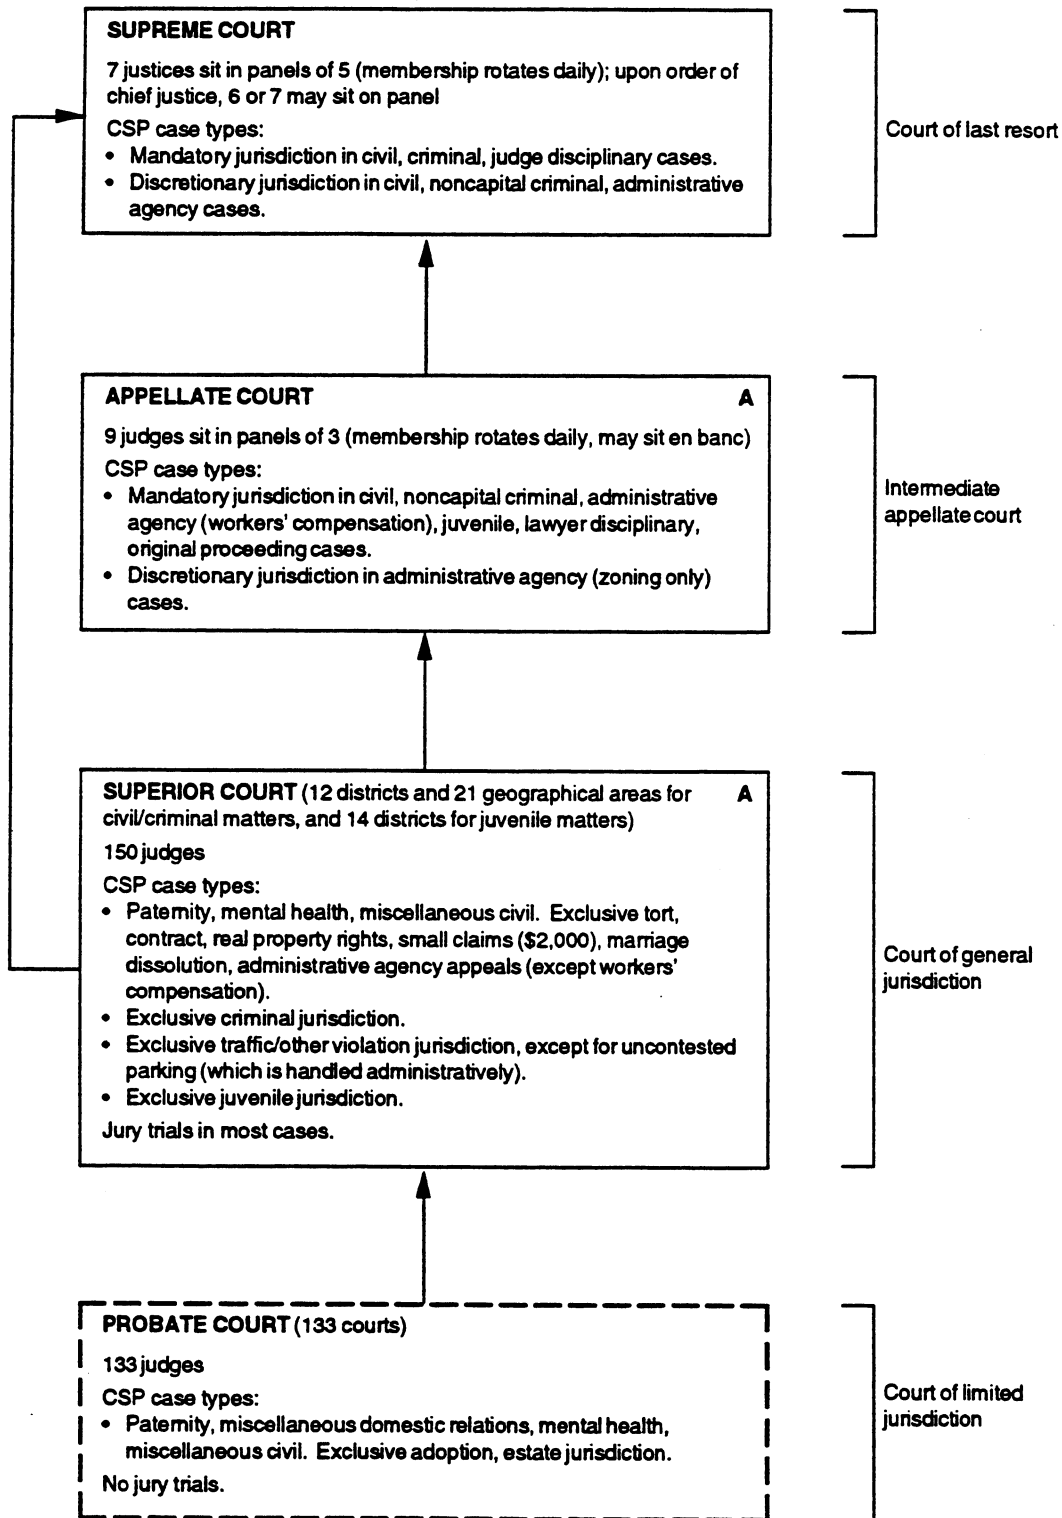 SUPREME COURT
7 justices sit in panels of 5 (membership rotates daily); upon order of
chief justice, 6 or 7 may sit on panel
CSP case types:
• Mandatory jurisdiction in civil, criminal, judge disciplinary cases.
• Discretionary jurisdiction in civil, noncapital criminal, administrative
agency cases.
Court of last resort
APPELLATE COURT A
9 judges sit in panels of 3 (membership rotates daily, may sit en banc)
CSP case types:
• Mandatory jurisdiction in civil, noncapital criminal, administrative
agency (workers' compensation), juvenile, lawyer disciplinary,
original proceeding cases.
• Discretionary jurisdiction in administrative agency (zoning only)
cases.
Intermediate
appellate court
SUPERIOR COURT (12 districts and 21 geographical areas for A
civil/criminal matters, and 14 districts for juvenile matters)
150 judges
CSP case types:
• Paternity, mental health, miscellaneous civil. Exclusive tort,
contract, real property rights, small claims ($2,000), marriage
dissolution, administrative agency appeals (except workers'
compensation).
• Exclusive criminal jurisdiction.
• Exclusive traffic/other violation jurisdiction, except for uncontested
parking (which is handled administratively).
• Exclusive juvenile jurisdiction.
Jury trials in most cases.
Court of general
jurisdiction
PROBATE COURT (133 courts)
133 judges
CSP case types:
• Paternity, miscellaneous domestic relations, mental health,
miscellaneous civil. Exclusive adoption, estate jurisdiction.
No jury trials.
Court of limited
jurisdiction